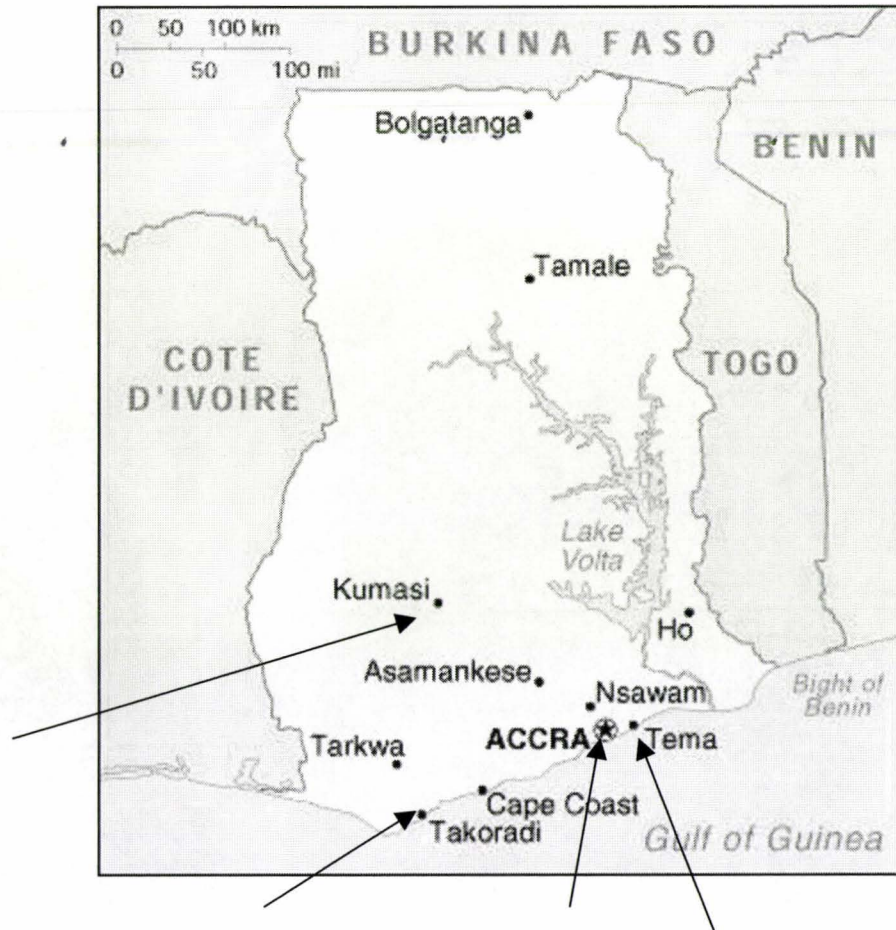 0 50 100 km
0 50 100 mi
BURKINA FASO
Bolgatanga
BENIN
Tamale
COTE
D'IVOIRE
TOGO
Lake
Volta
Kumasi
Ho
Asamankese
Nsawam
Bight of
Benin
ACCRA
Tema
Tarkwa
Cape Coast
Takoradi
Gulf of Guinea